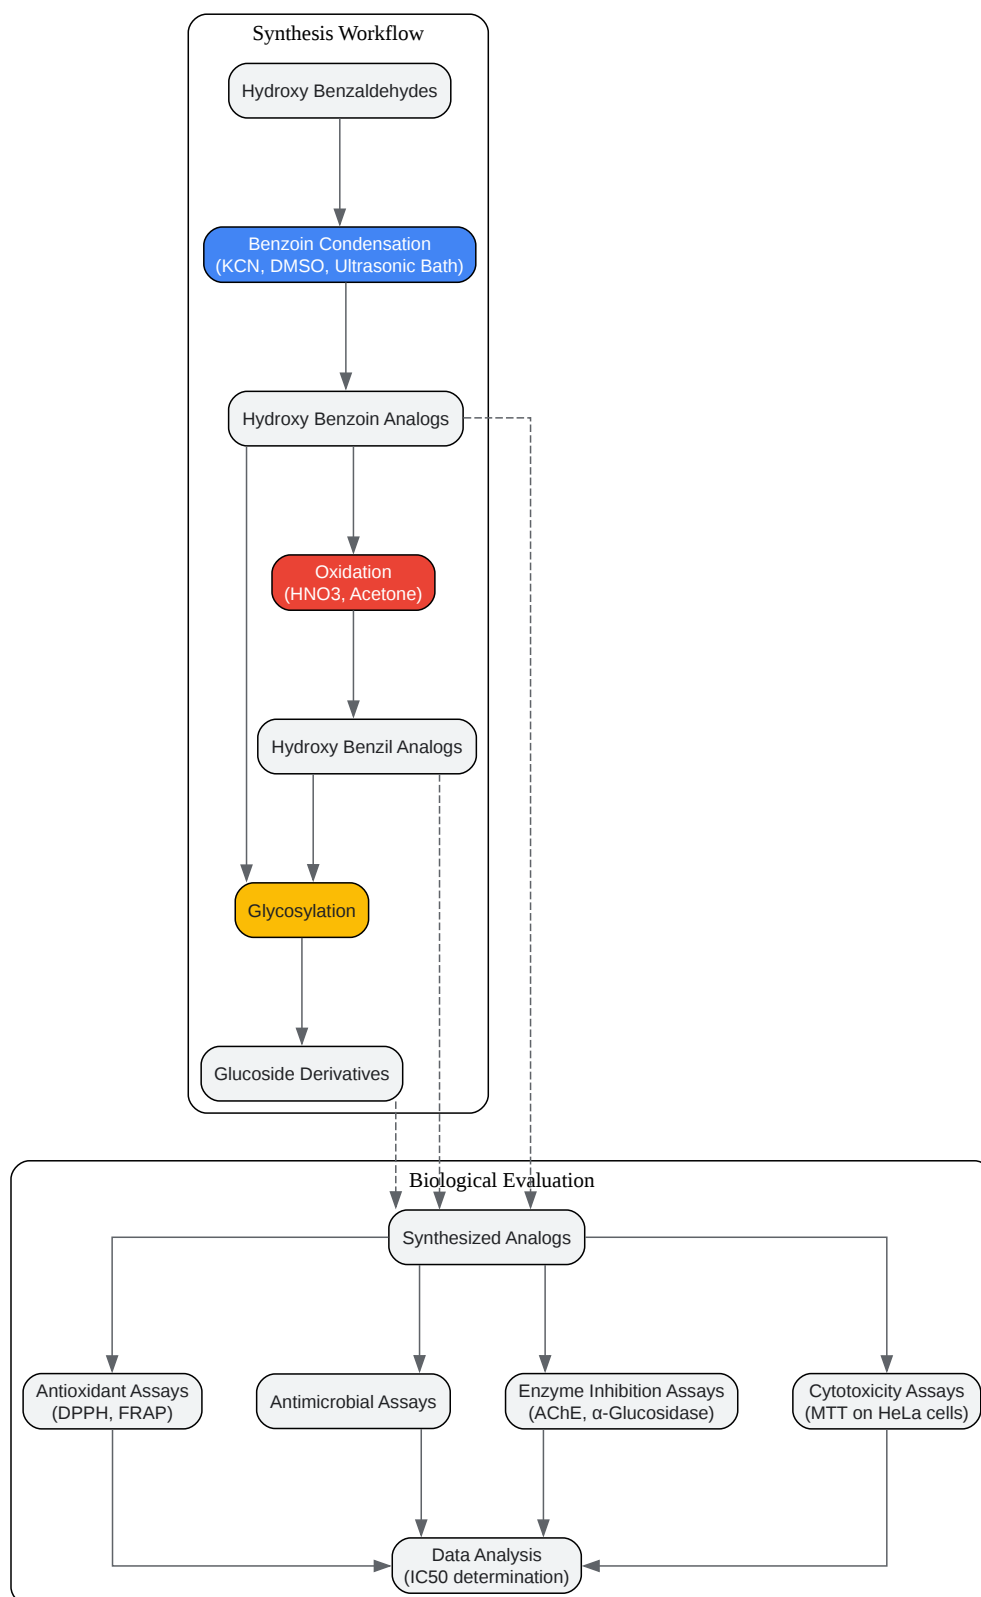 Synthesis Workflow
Hydroxy Benzaldehydes
Benzoin Condensation
(KCN, DMSO, Ultrasonic Bath)
Hydroxy Benzoin Analogs
Oxidation
(HNO3, Acetone)
Hydroxy Benzil Analogs
Glycosylation
Glucoside Derivatives
Biological Evaluation
Synthesized Analogs
Antioxidant Assays
(DPPH, FRAP)
Antimicrobial Assays
Enzyme Inhibition Assays
(AChE, α-Glucosidase)
Cytotoxicity Assays
(MTT on HeLa cells)
Data Analysis
(IC50 determination)